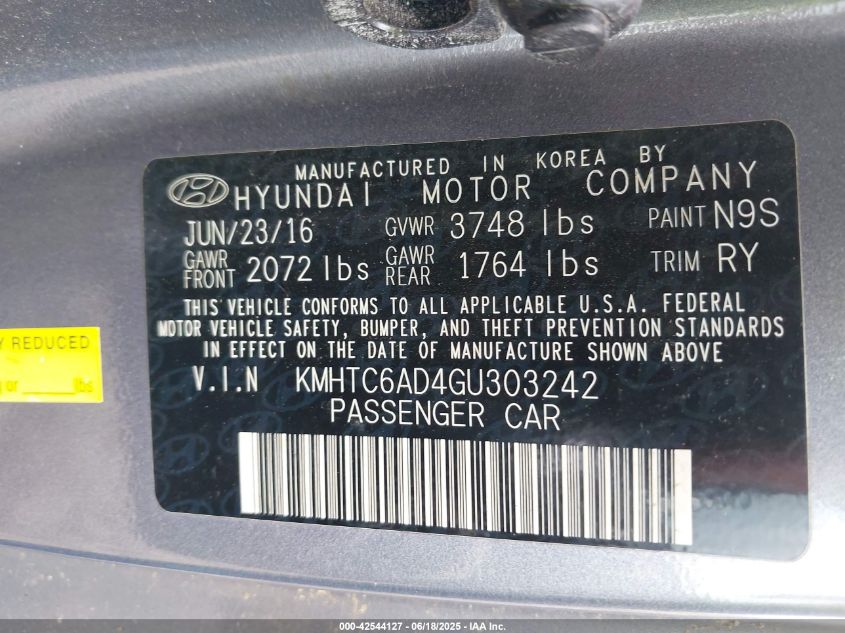 MANUFACTURED IN KOREA BY
HYUNDAI MOTOR COMPANY
JUN/23/16 GVWR 3748 lbs PAINT N9S
GAWR FRONT 2072 lbs GAWR REAR 1764 lbs TRIM RY
THIS VEHICLE CONFORMS TO ALL APPLICABLE U.S.A. FEDERAL
MOTOR VEHICLE SAFETY, BUMPER, AND THEFT PREVENTION STANDARDS
IN EFFECT ON THE DATE OF MANUFACTURE SHOWN ABOVE
V.I.N KMHTC6AD4GU303242
PASSENGER CAR
Y REDUCED
or lbs
000-42544127 - 06/18/2025 - IAA Inc.